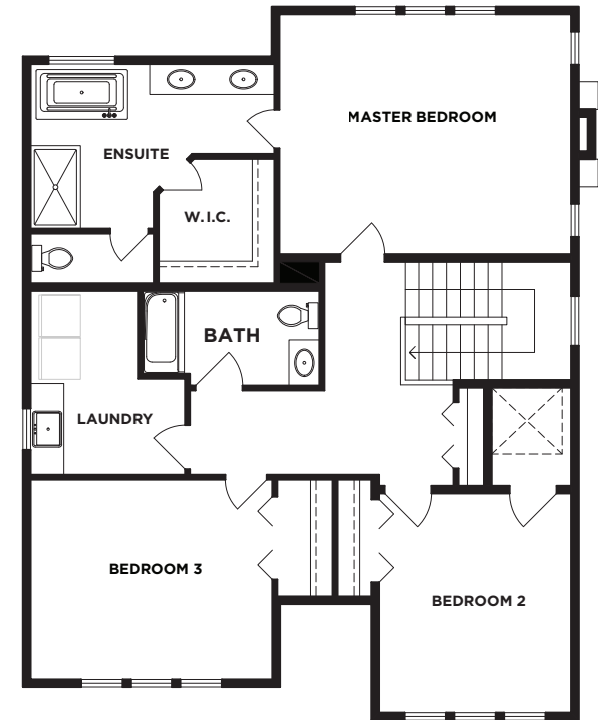 MASTER BEDROOM
ENSUITE
W.I.C.
BATH
LAUNDRY
BEDROOM 3
BEDROOM 2